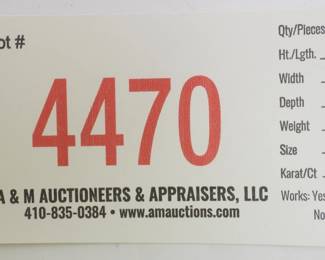 ot #
4470
A & M AUCTIONEERS & APPRAISERS, LLC
410-835-0384 • www.amauctions.com
Qty/Pieces
Ht./Lgth.
Width
Depth
Weight
Size
Karat/Ct
Works: Yes
No